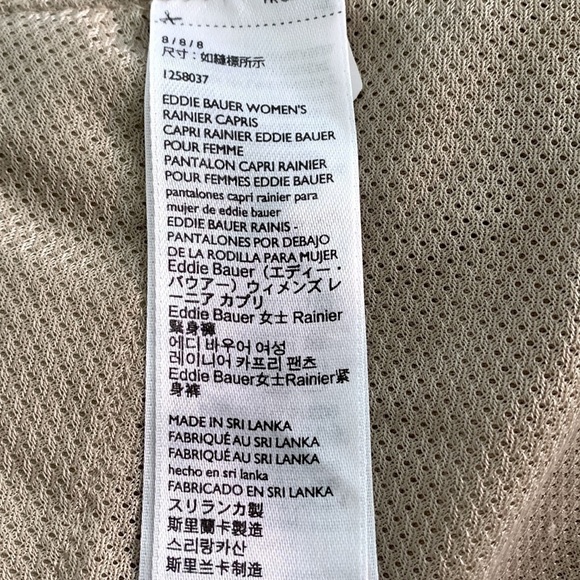 8 / 8 / 8
尺寸：如縫標所示
1258037
EDDIE BAUER WOMEN'S
RAINIER CAPRIS
CAPRI RAINIER EDDIE BAUER
POUR FEMME
PANTALON CAPRI RAINIER
POUR FEMMES EDDIE BAUER
pantalones capri rainier para
mujer de eddie bauer
EDDIE BAUER RAINIS -
PANTALONES POR DEBAJO
DE LA RODILLA PARA MUJER
Eddie Bauer（エディー・
バウアー）ウィメンズ レ
ーニア カプリ
Eddie Bauer 女士 Rainier
緊身褲
에디 바우어 여성
레이니어 카프리 팬츠
Eddie Bauer女士Rainier紧
身裤
MADE IN SRI LANKA
FABRIQUÉ AU SRI LANKA
FABRIQUÉ AU SRI LANKA
hecho en sri lanka
FABRICADO EN SRI LANKA
スリランカ製
斯里蘭卡製造
스리랑카산
斯里兰卡制造